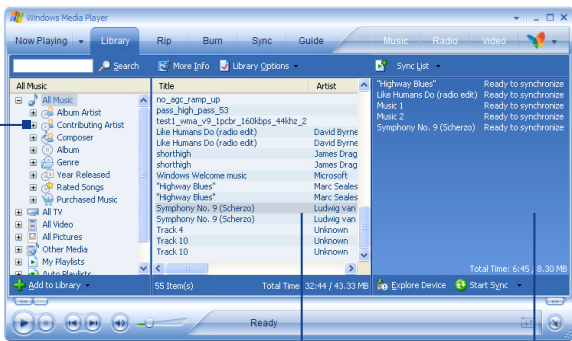 Windows Media Player
Now Playing Library Rip Burn Sync Guide Music Radio Video
Search More Info Library Options Sync List
All Music
All Music
Album Artist
Contributing Artist
Composer
Album
Genre
Year Released
Rated Songs
Purchased Music
All TV
All Video
All Pictures
Other Media
My Playlists
Auto Playlists
Title Artist
no_agc_ramp_up
pass_high_pass_53
test1_wma_v9_1pcbr_160kbps_44khz_2
Like Humans Do (radio edit) David Byrne
Like Humans Do (radio edit) David Byrne
shorthigh James Drag
shorthigh James Drag
Windows Welcome music Microsoft
"Highway Blues" Marc Seales
"Highway Blues" Marc Seales
Symphony No. 9 (Scherzo) Ludwig van
Symphony No. 9 (Scherzo) Ludwig van
Track 4 Unknown
Track 10 Unknown
Track 10 Unknown
"Highway Blues" Ready to synchronize
Like Humans Do (radio edit) Ready to synchronize
Music 1 Ready to synchronize
Music 2 Ready to synchronize
Symphony No. 9 (Scherzo) Ready to synchronize
Total Time: 6:45 / 8.30 MB
Add to Library 55 Item(s) Total Time 32:44 / 43.33 MB Explore Device Start Sync
Ready